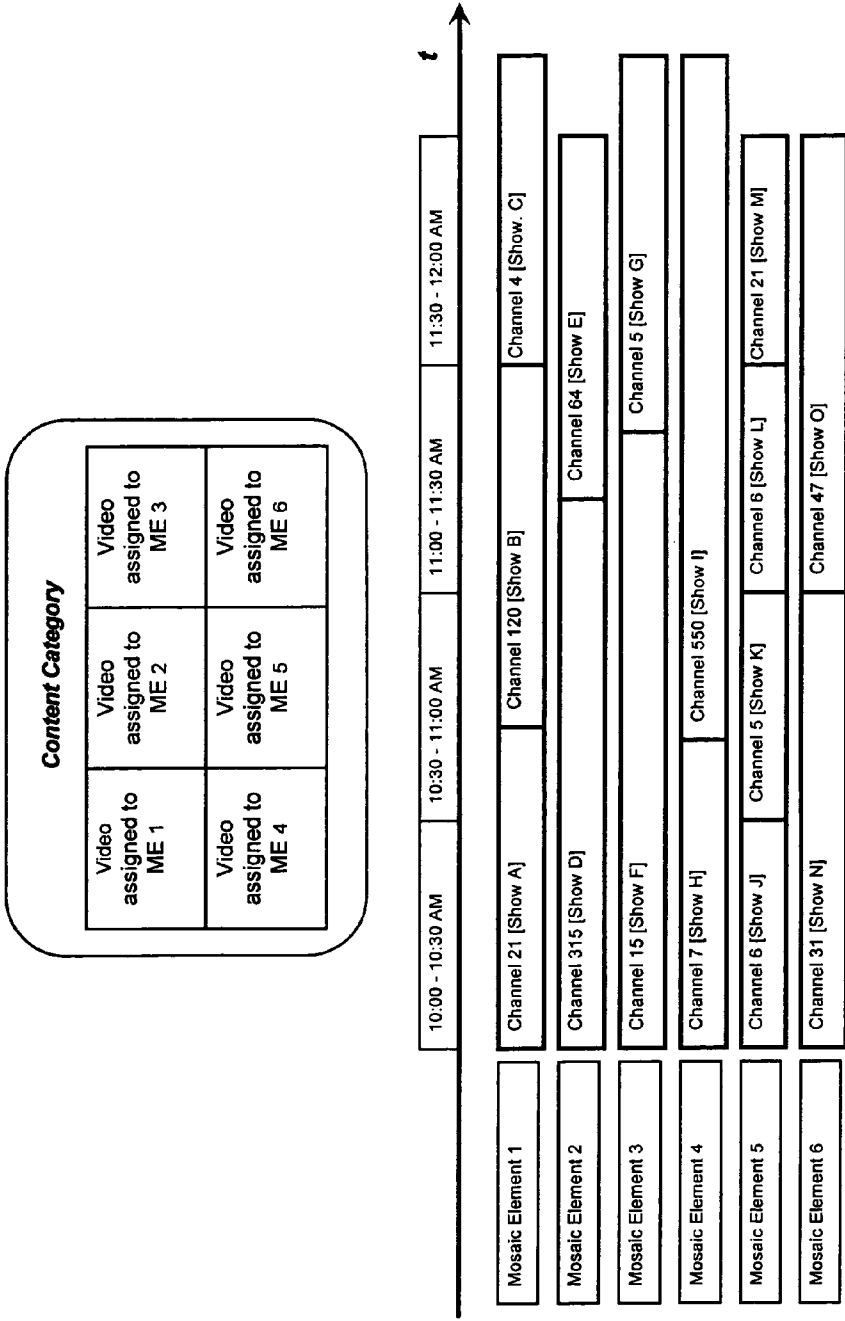 Content Category
Video
assigned to
ME 1
Video
assigned to
ME 2
Video
assigned to
ME 3
Video
assigned to
ME 4
Video
assigned to
ME 5
Video
assigned to
ME 6
10:00 - 10:30 AM
10:30 - 11:00 AM
11:00 - 11:30 AM
11:30 - 12:00 AM
t
Mosaic Element 1
Channel 21 [Show A]
Channel 120 [Show B]
Channel 4 [Show. C]
Mosaic Element 2
Channel 315 [Show D]
Channel 64 [Show E]
Mosaic Element 3
Channel 15 [Show F]
Channel 5 [Show G]
Mosaic Element 4
Channel 7 [Show H]
Channel 550 [Show I]
Mosaic Element 5
Channel 6 [Show J]
Channel 5 [Show K]
Channel 6 [Show L]
Channel 21 [Show M]
Mosaic Element 6
Channel 31 [Show N]
Channel 47 [Show O]